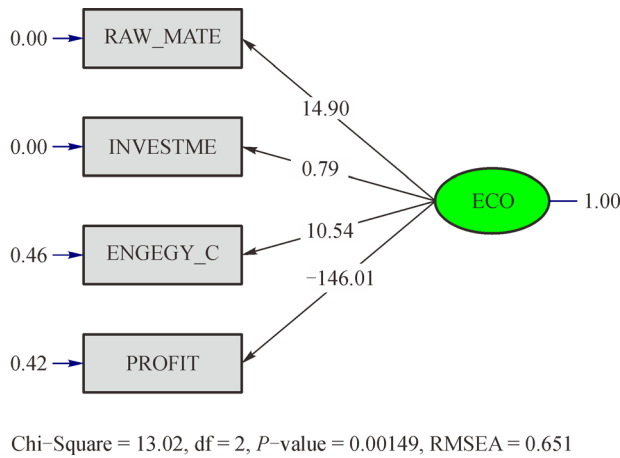 0.00
RAW_MATE
14.90
0.00
INVESTME
0.79
ECO
1.00
0.46
ENGEGY_C
10.54
−146.01
0.42
PROFIT
Chi−Square = 13.02, df = 2, P−value = 0.00149, RMSEA = 0.651